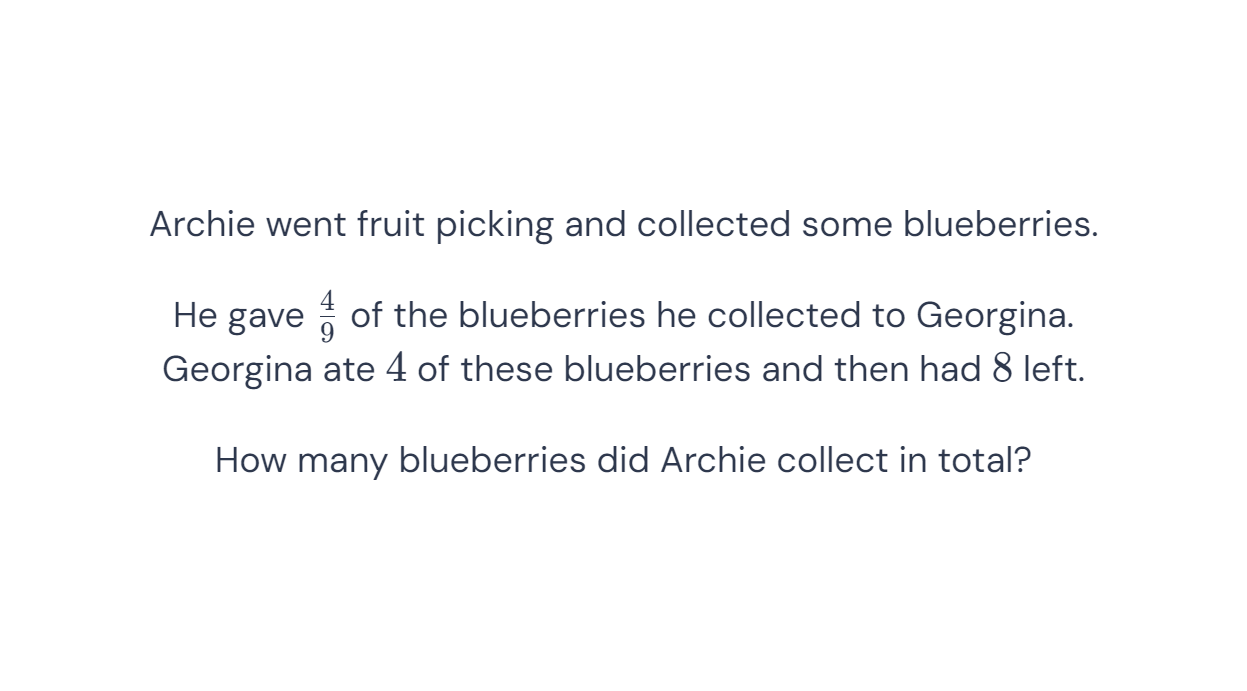 Archie went fruit picking and collected some blueberries.
He gave 4/9 of the blueberries he collected to Georgina.
Georgina ate 4 of these blueberries and then had 8 left.
How many blueberries did Archie collect in total?